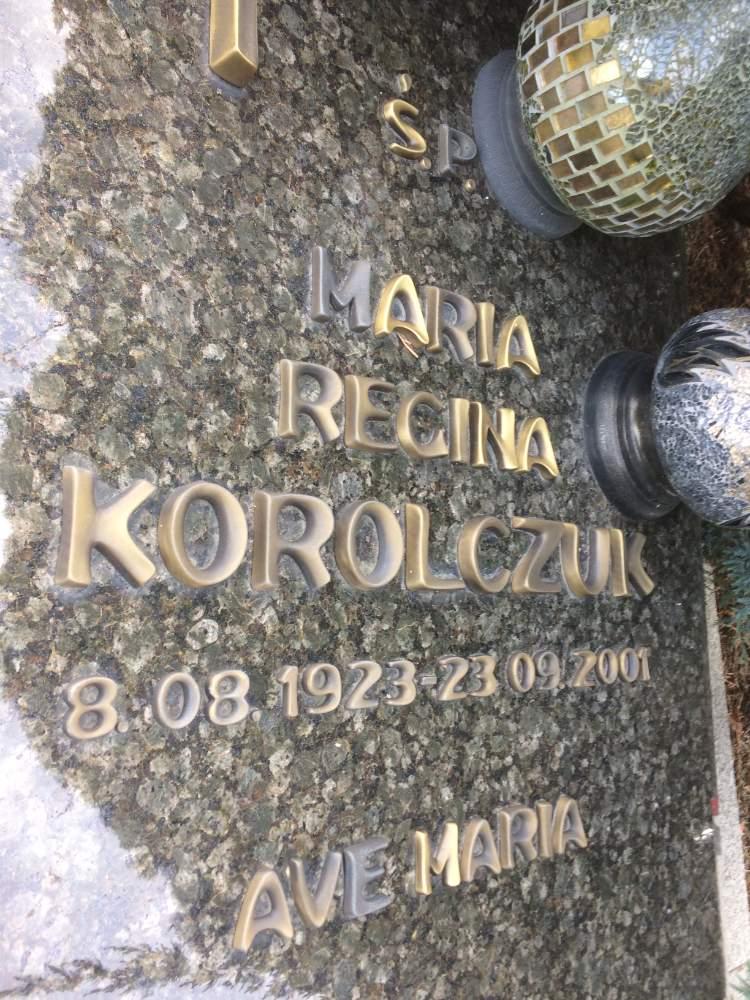 Ś.P.
MARIA
REGINA
KOROLCZUK
8.08.1923-23 09.2001
AVE MARIA